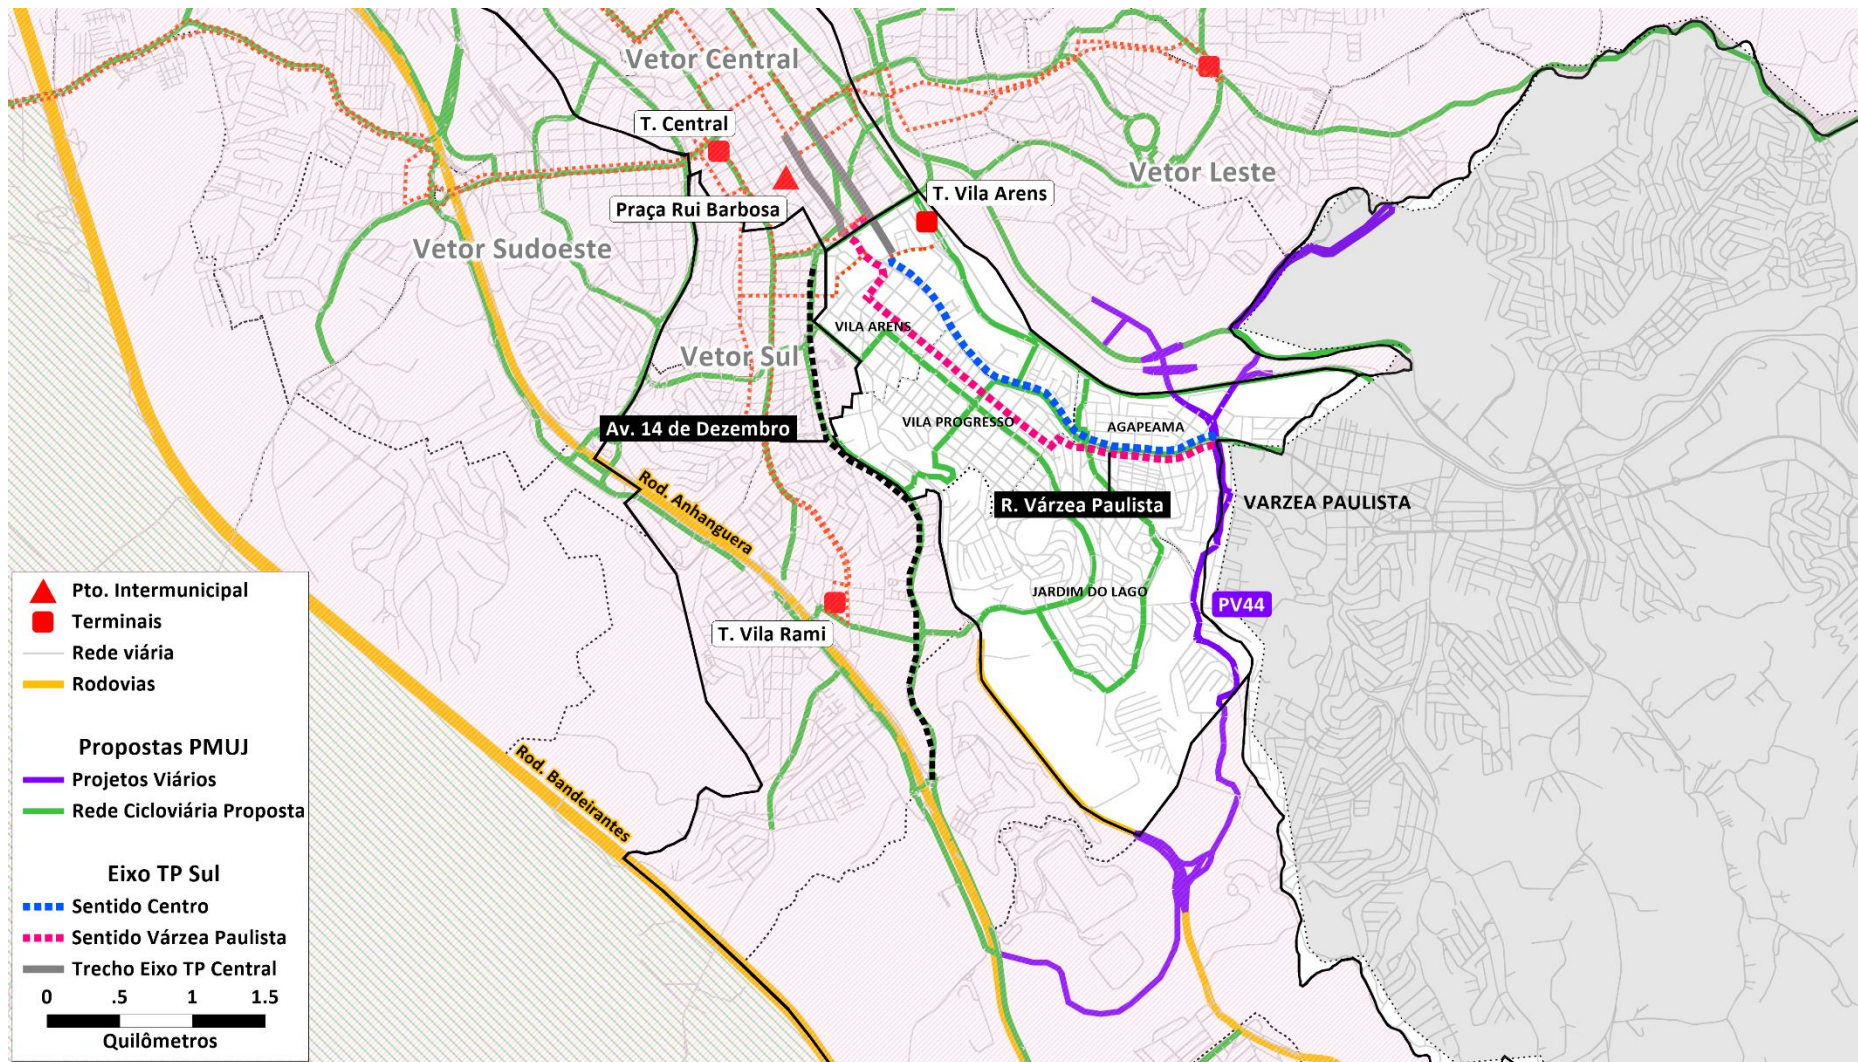 Vetor Central
T. Central
Vetor Leste
T. Vila Arens
Praça Rui Barbosa
Vetor Sudoeste
VILA ARENS
Vetor Sul
Av. 14 de Dezembro
VILA PROGRESSO
AGAPEAMA
Rod. Anhanguera
R. Várzea Paulista
VARZEA PAULISTA
JARDIM DO LAGO
PV44
T. Vila Rami
Rod. Bandeirantes
Pto. Intermunicipal
Terminais
Rede viária
Rodovias
Propostas PMUJ
Projetos Viários
Rede Cicloviária Proposta
Eixo TP Sul
Sentido Centro
Sentido Várzea Paulista
Trecho Eixo TP Central
0 .5 1 1.5
Quilômetros